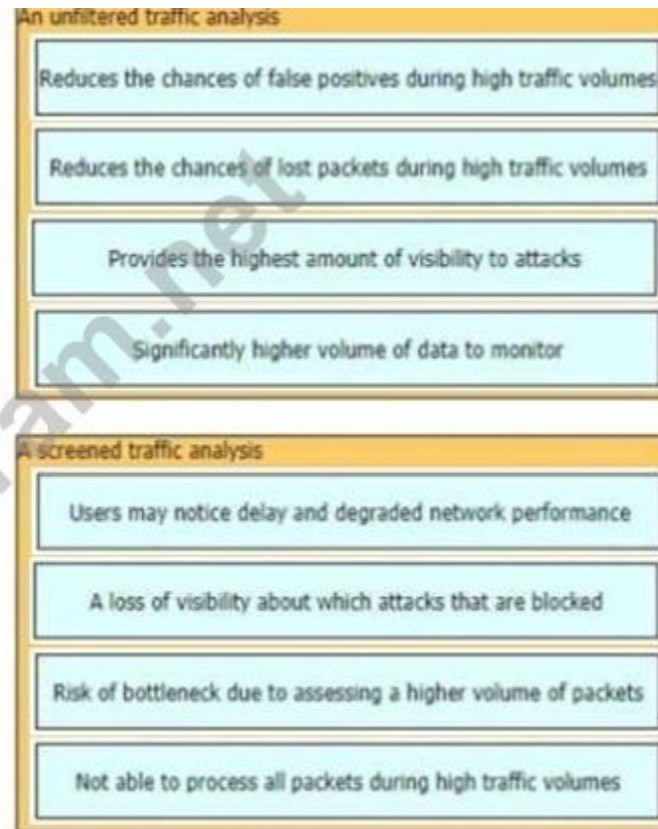 An unfiltered traffic analysis
Reduces the chances of false positives during high traffic volumes
Reduces the chances of lost packets during high traffic volumes
Provides the highest amount of visibility to attacks
Significantly higher volume of data to monitor
A screened traffic analysis
Users may notice delay and degraded network performance
A loss of visibility about which attacks that are blocked
Risk of bottleneck due to assessing a higher volume of packets
Not able to process all packets during high traffic volumes
am.net